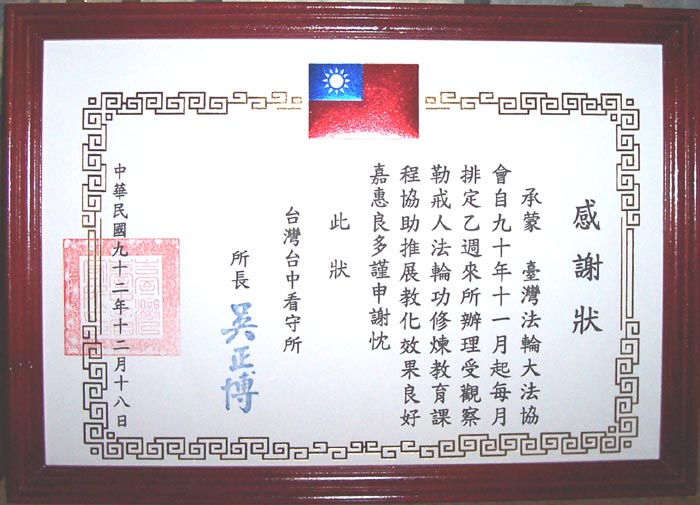 感謝狀
承蒙 臺灣法輪大法協
會自九十年十一月起每月
排定乙週來所辦理受觀察
勒戒人法輪功修煉教育課
程協助推展教化效果良好
嘉惠良多謹申謝忱
此狀
台灣台中看守所
所長 吳正博
中華民國九十二年十二月十八日